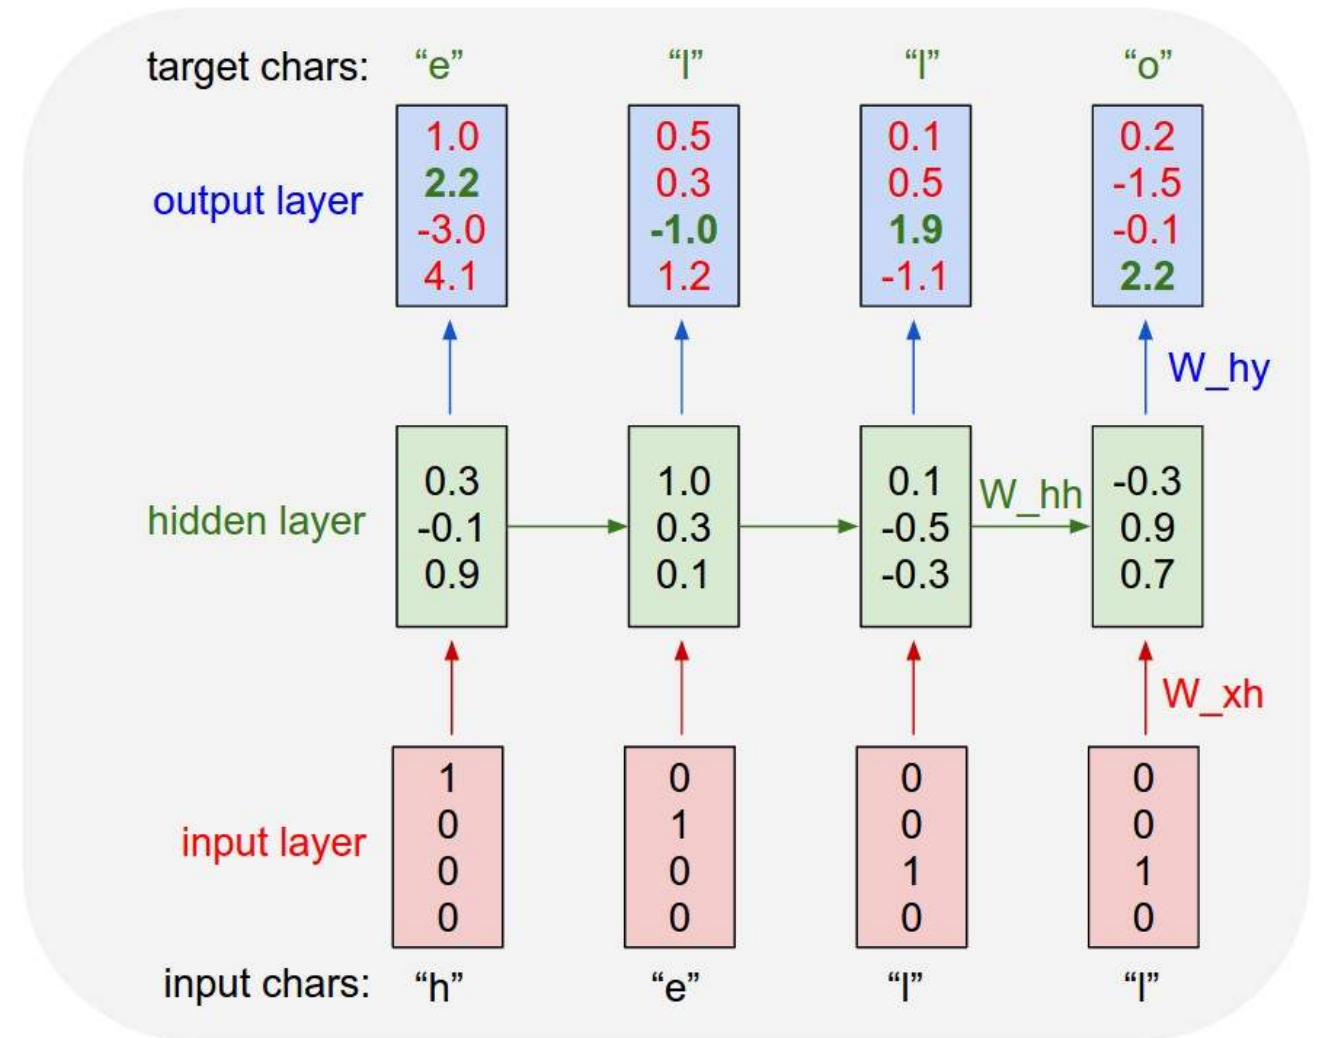 target chars: “e” “l” “l” “o”
1.0 0.5 0.1 0.2
2.2 0.3 0.5 -1.5
output layer
-3.0 -1.0 1.9 -0.1
4.1 1.2 -1.1 2.2
W_hy
0.3 1.0 0.1 -0.3
W_hh
hidden layer
-0.1 0.3 -0.5 0.9
0.9 0.1 -0.3 0.7
W_xh
1 0 0 0
0 1 0 0
input layer
0 0 1 1
0 0 0 0
input chars: “h” “e” “l” “l”